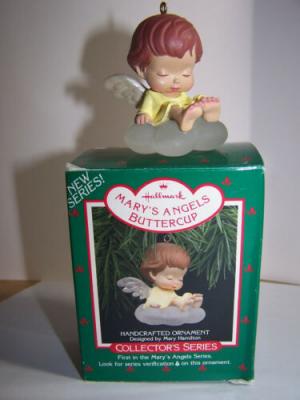 NEW
SERIES!
Hallmark
MARY'S ANGELS
BUTTERCUP
HANDCRAFTED ORNAMENT
Designed by Mary Hamilton
COLLECTOR'S SERIES
First in the Mary's Angels Series.
Look for series verification on this ornament.